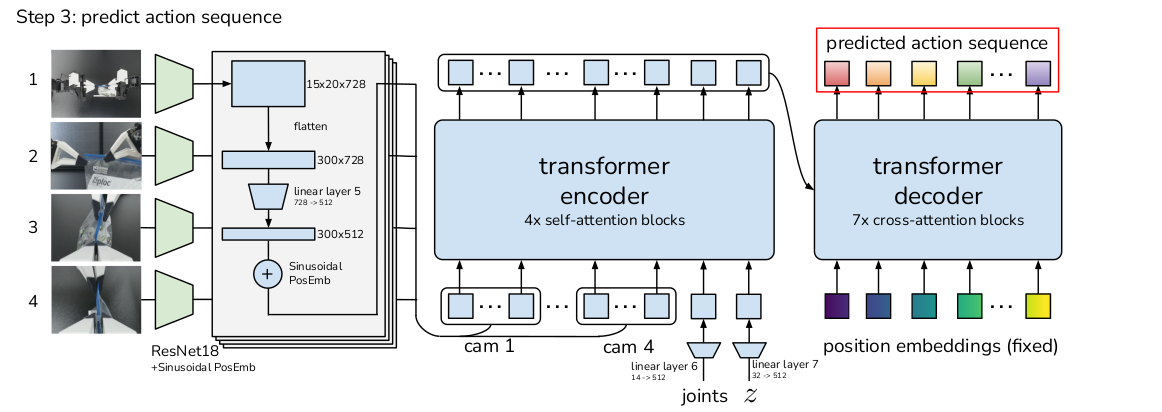 Step 3: predict action sequence
1
2
3
4
Ziploc
ResNet18
+Sinusoidal PosEmb
15x20x728
flatten
300x728
linear layer 5
728 -> 512
300x512
+
Sinusoidal
PosEmb
...
...
...
transformer
encoder
4x self-attention blocks
...
...
...
cam 1
cam 4
linear layer 6
14 -> 512
linear layer 7
32 -> 512
joints
z
predicted action sequence
...
transformer
decoder
7x cross-attention blocks
...
position embeddings (fixed)